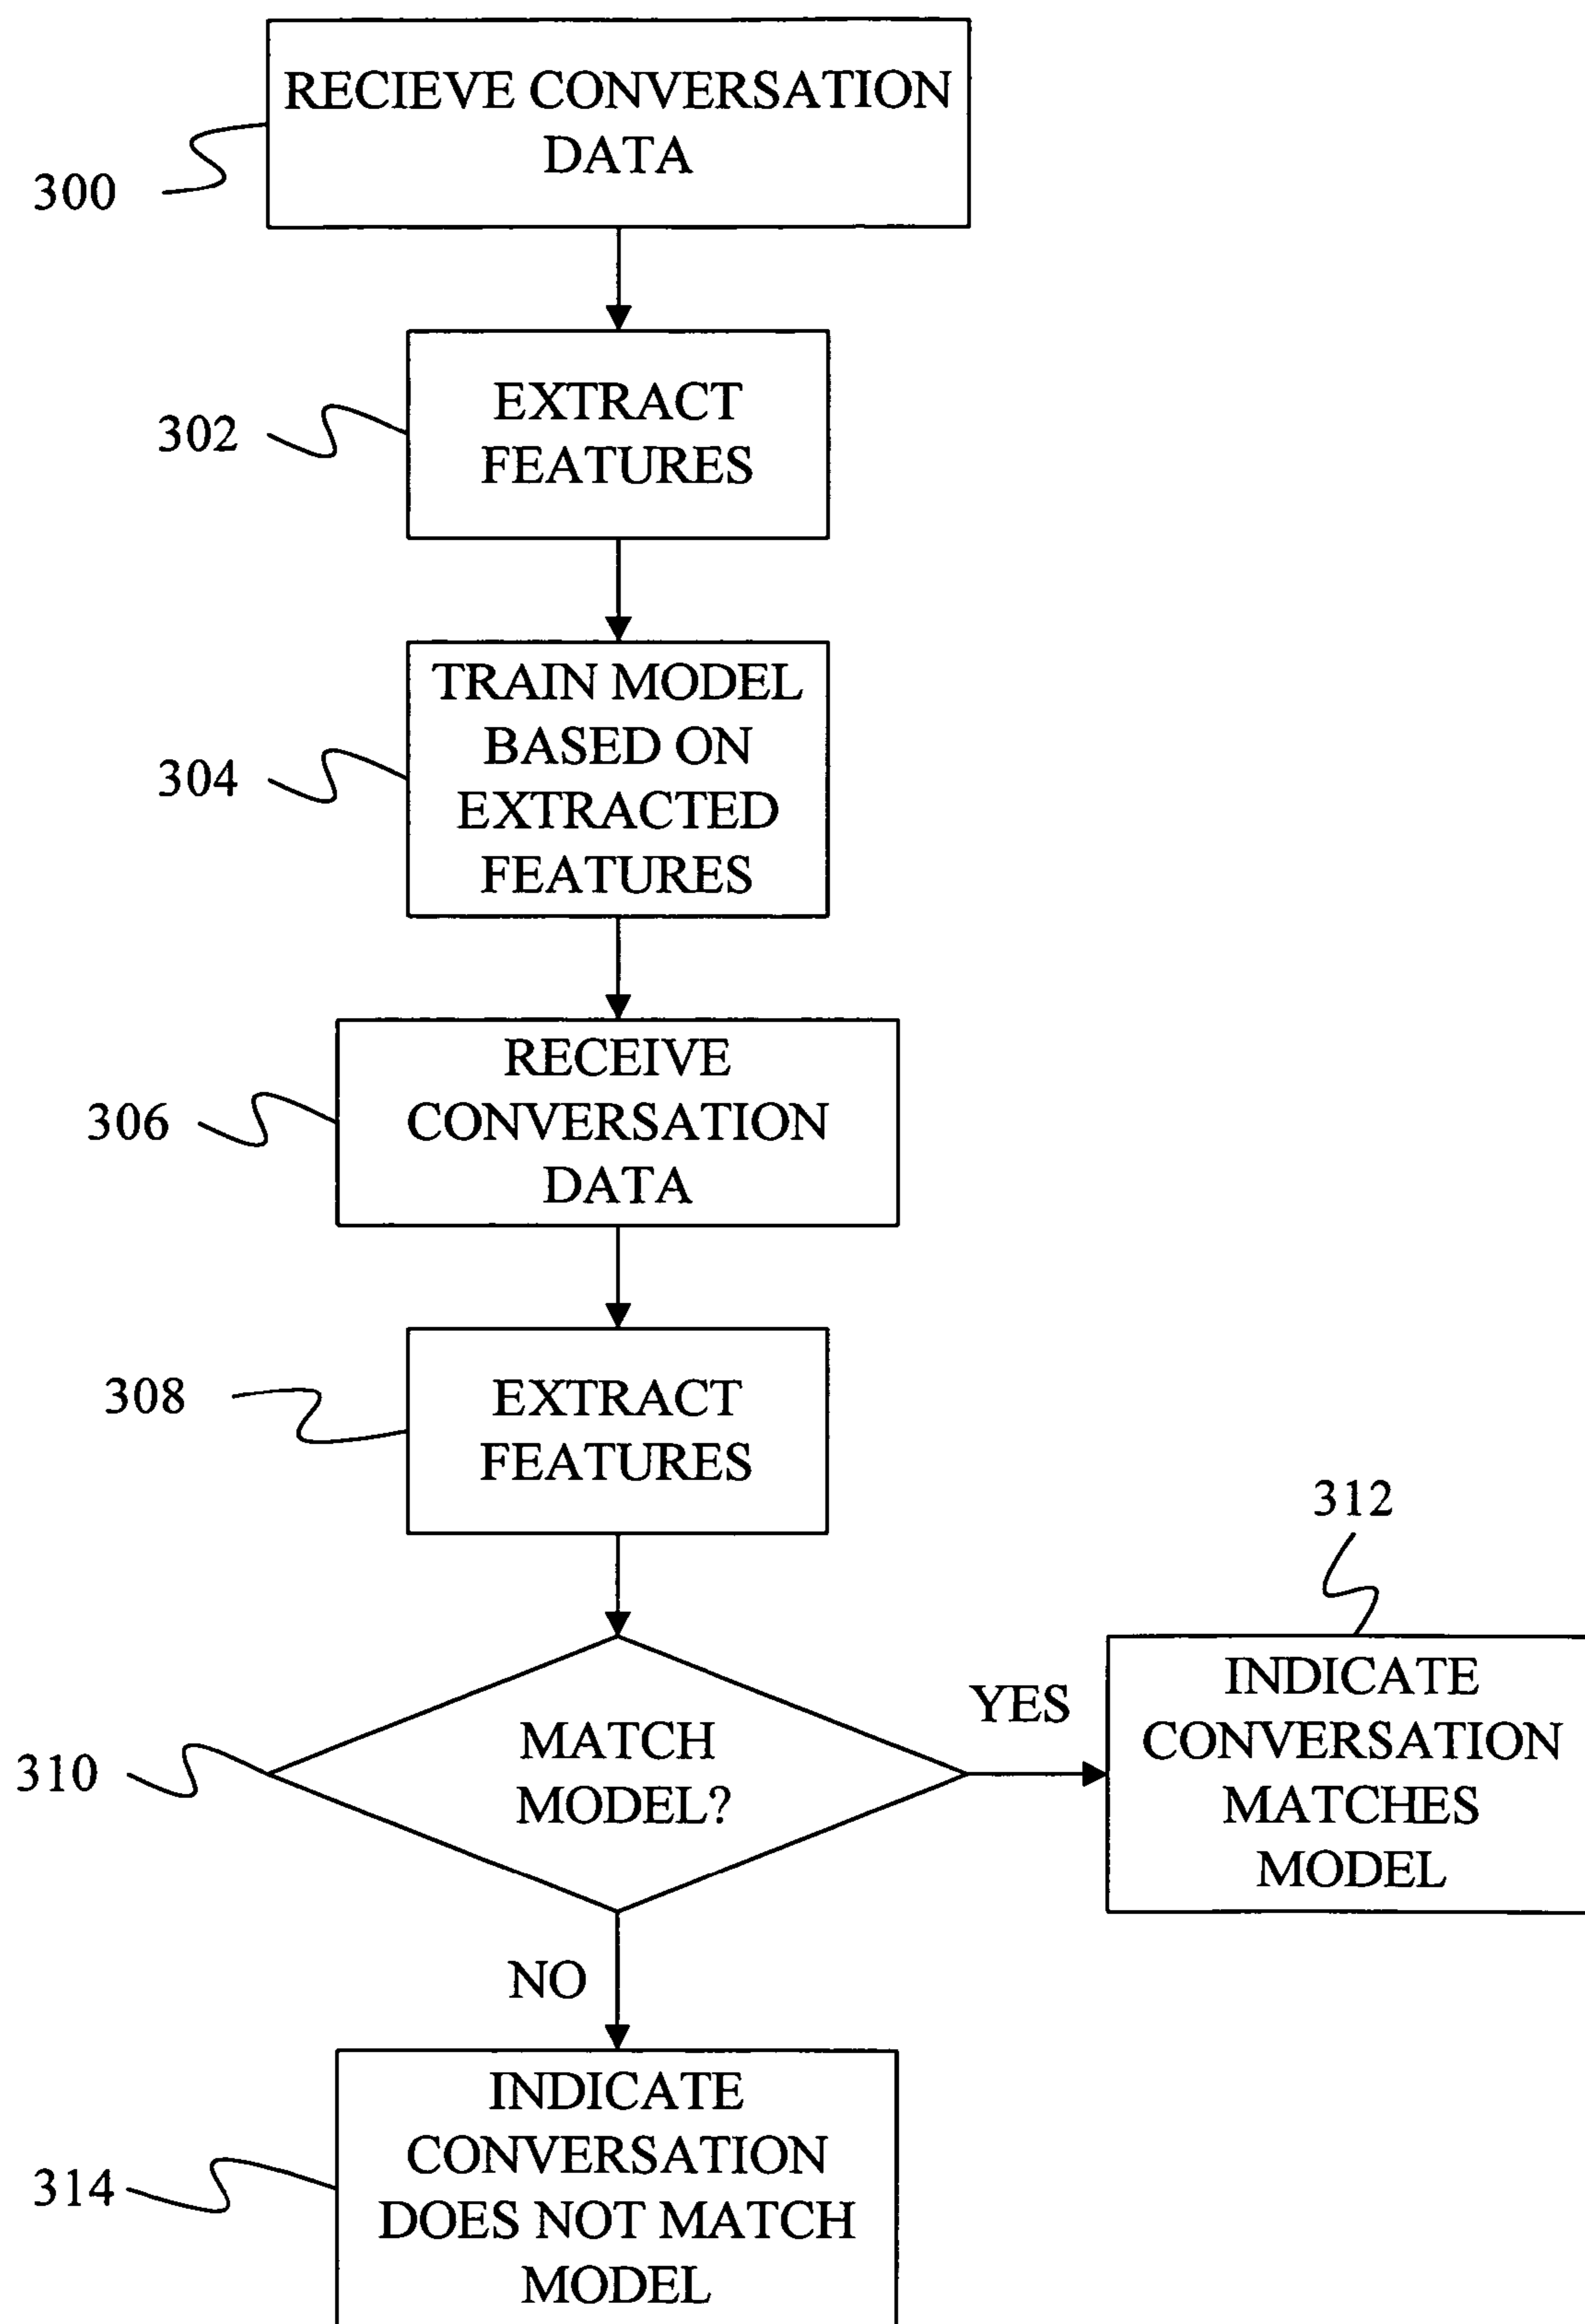 RECIEVE CONVERSATION
DATA
300
EXTRACT
FEATURES
302
TRAIN MODEL
BASED ON
EXTRACTED
FEATURES
304
RECEIVE
CONVERSATION
DATA
306
EXTRACT
FEATURES
308
312
MATCH
MODEL?
310
YES
INDICATE
CONVERSATION
MATCHES
MODEL
NO
INDICATE
CONVERSATION
DOES NOT MATCH
MODEL
314